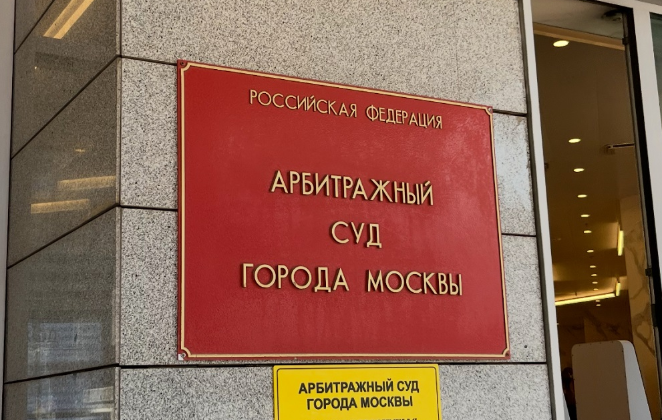 РОССИЙСКАЯ ФЕДЕРАЦИЯ
АРБИТРАЖНЫЙ
СУД
ГОРОДА МОСКВЫ
АРБИТРАЖНЫЙ СУД
ГОРОДА МОСКВЫ